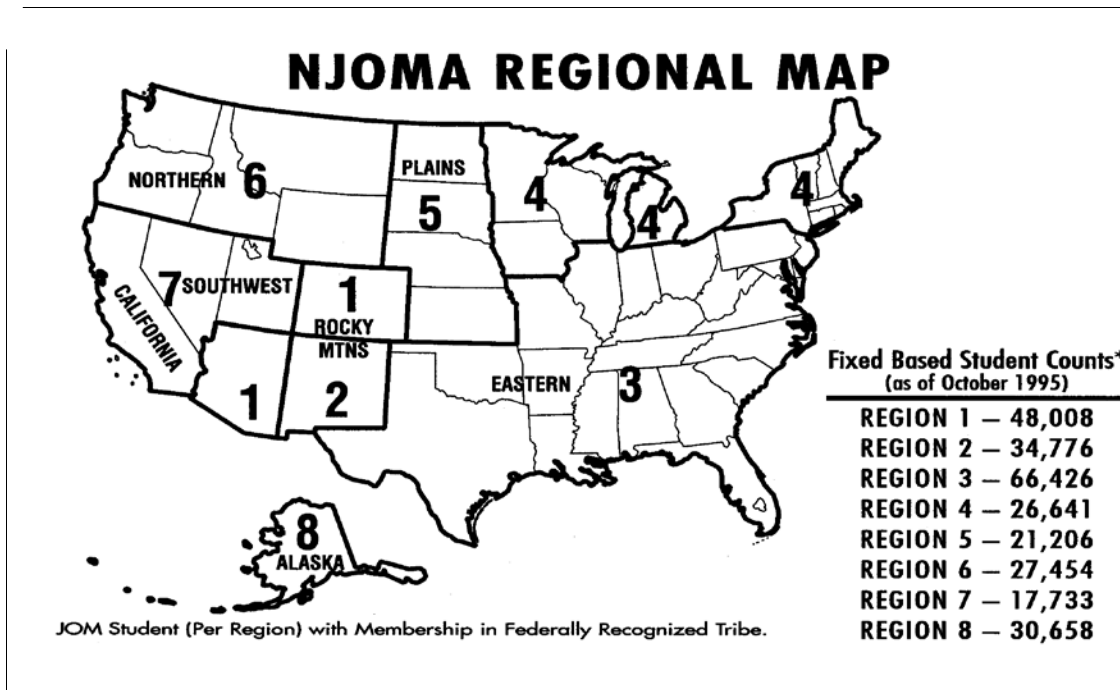 NJOMA REGIONAL MAP
NORTHERN
6
PLAINS
5
4
4
4
7
SOUTHWEST
CALIFORNIA
1
ROCKY
MTNS
1
2
EASTERN
3
8
ALASKA
Fixed Based Student Counts*
(as of October 1995)
REGION 1 – 48,008
REGION 2 – 34,776
REGION 3 – 66,426
REGION 4 – 26,641
REGION 5 – 21,206
REGION 6 – 27,454
REGION 7 – 17,733
REGION 8 – 30,658
JOM Student (Per Region) with Membership in Federally Recognized Tribe.